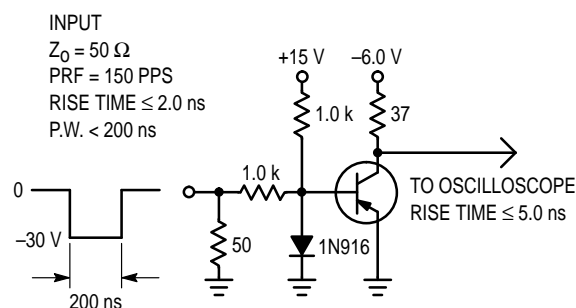 INPUT
Zo = 50 Ω
PRF = 150 PPS
RISE TIME ≤ 2.0 ns
P.W. < 200 ns
+15 V
–6.0 V
1.0 k
37
1.0 k
TO OSCILLOSCOPE
RISE TIME ≤ 5.0 ns
0
–30 V
50
1N916
200 ns